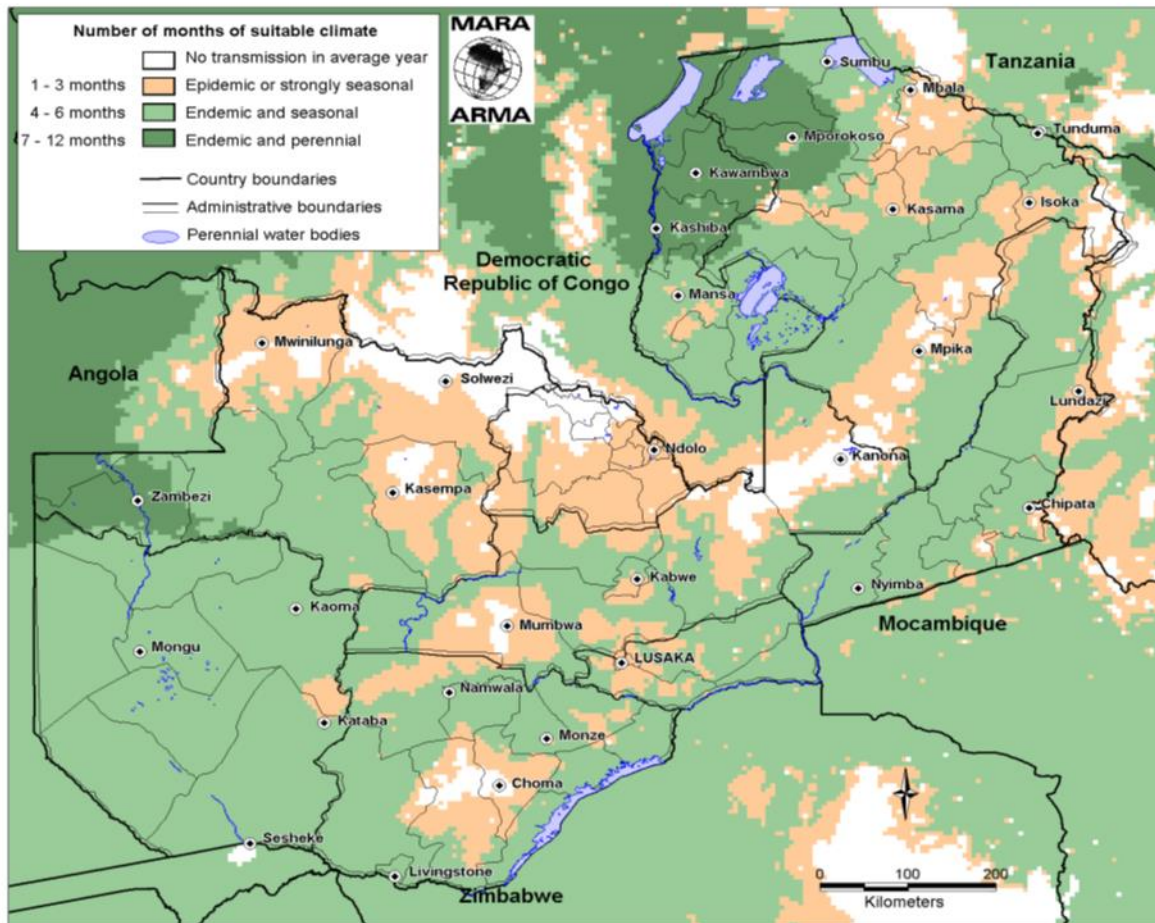 Number of months of suitable climate
No transmission in average year
1 - 3 months Epidemic or strongly seasonal
4 - 6 months Endemic and seasonal
7 - 12 months Endemic and perennial
Country boundaries
Administrative boundaries
Perennial water bodies
MARA
ARMA
Tanzania
Sumbu
Mbala
Tunduma
Mporokoso
Kawambwa
Kasama
Isoka
Kashiba
Democratic
Republic of Congo
Mansa
Mwinilunga
Mpika
Angola
Solwezi
Lundazi
Ndolo
Kanona
Kasempa
Zambezi
Chipata
Kabwe
Nyimba
Kaoma
Mumbwa
Mocambique
Mongu
LUSAKA
Namwala
Kataba
Monze
Choma
Sesheke
Livingstone
Zimbabwe
0 100 200
Kilometers